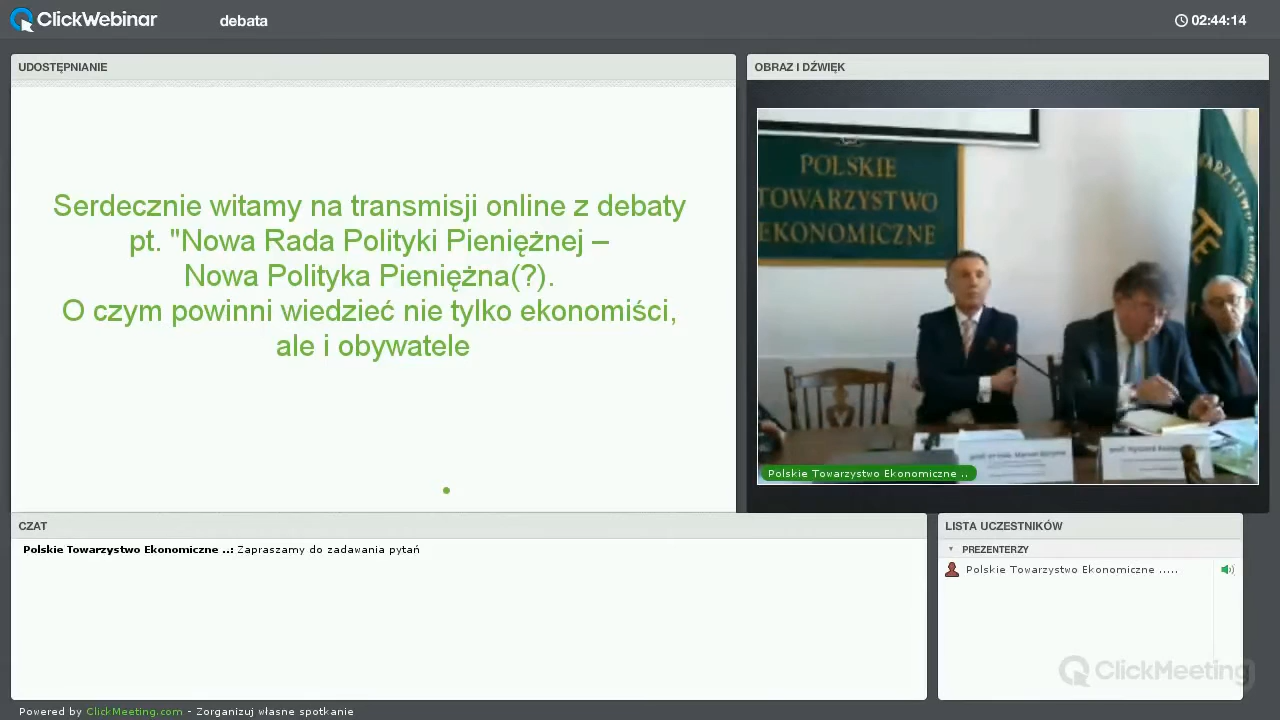 ClickWebinar
debata
02:44:14
UDOSTĘPNIANIE
Serdecznie witamy na transmisji online z debaty
pt. "Nowa Rada Polityki Pieniężnej –
Nowa Polityka Pieniężna(?).
O czym powinni wiedzieć nie tylko ekonomiści,
ale i obywatele
OBRAZ I DŹWIĘK
POLSKIE
TOWARZYSTWO
EKONOMICZNE
Polskie Towarzystwo Ekonomiczne ..
CZAT
Polskie Towarzystwo Ekonomiczne ..: Zapraszamy do zadawania pytań
LISTA UCZESTNIKÓW
PREZENTERZY
Polskie Towarzystwo Ekonomiczne .....
ClickMeeting
Powered by ClickMeeting.com - Zorganizuj własne spotkanie